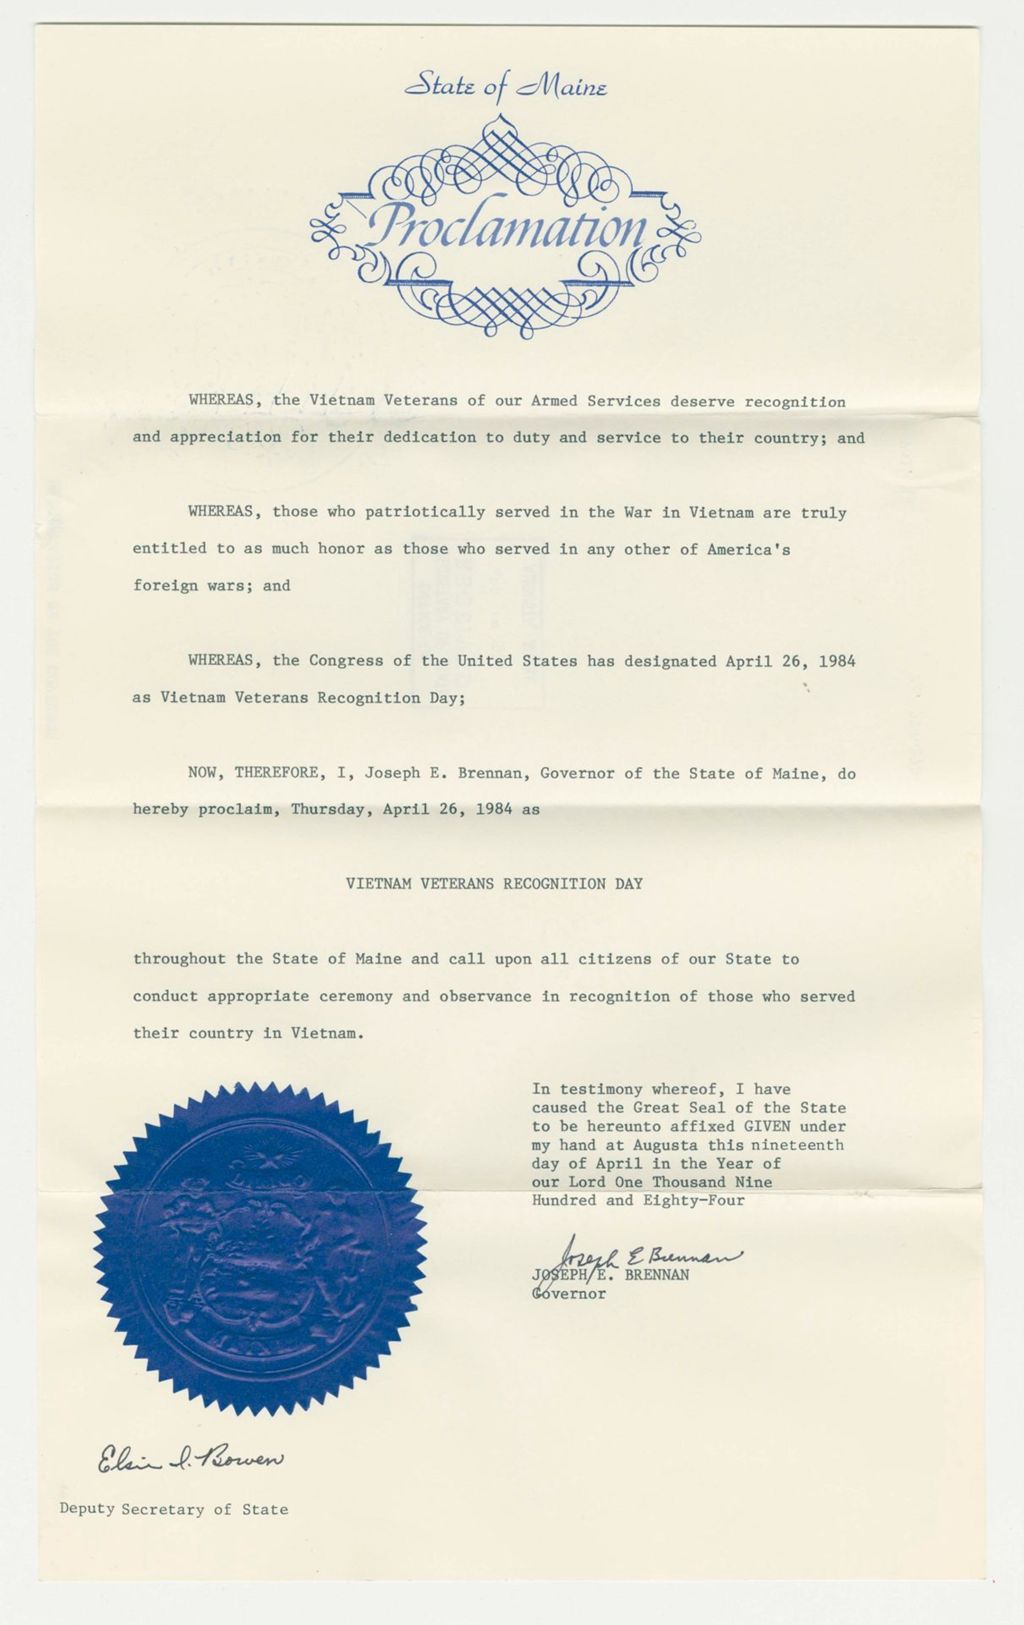 State of Maine
Proclamation
WHEREAS, the Vietnam Veterans of our Armed Services deserve recognition
and appreciation for their dedication to duty and service to their country; and
WHEREAS, those who patriotically served in the War in Vietnam are truly
entitled to as much honor as those who served in any other of America's
foreign wars; and
WHEREAS, the Congress of the United States has designated April 26, 1984
as Vietnam Veterans Recognition Day;
NOW, THEREFORE, I, Joseph E. Brennan, Governor of the State of Maine, do
hereby proclaim, Thursday, April 26, 1984 as
VIETNAM VETERANS RECOGNITION DAY
throughout the State of Maine and call upon all citizens of our State to
conduct appropriate ceremony and observance in recognition of those who served
their country in Vietnam.
In testimony whereof, I have
caused the Great Seal of the State
to be hereunto affixed GIVEN under
my hand at Augusta this nineteenth
day of April in the Year of
our Lord One Thousand Nine
Hundred and Eighty-Four
Joseph E Brennan
JOSEPH E. BRENNAN
Governor
Elsie I. Bowen
Deputy Secretary of State